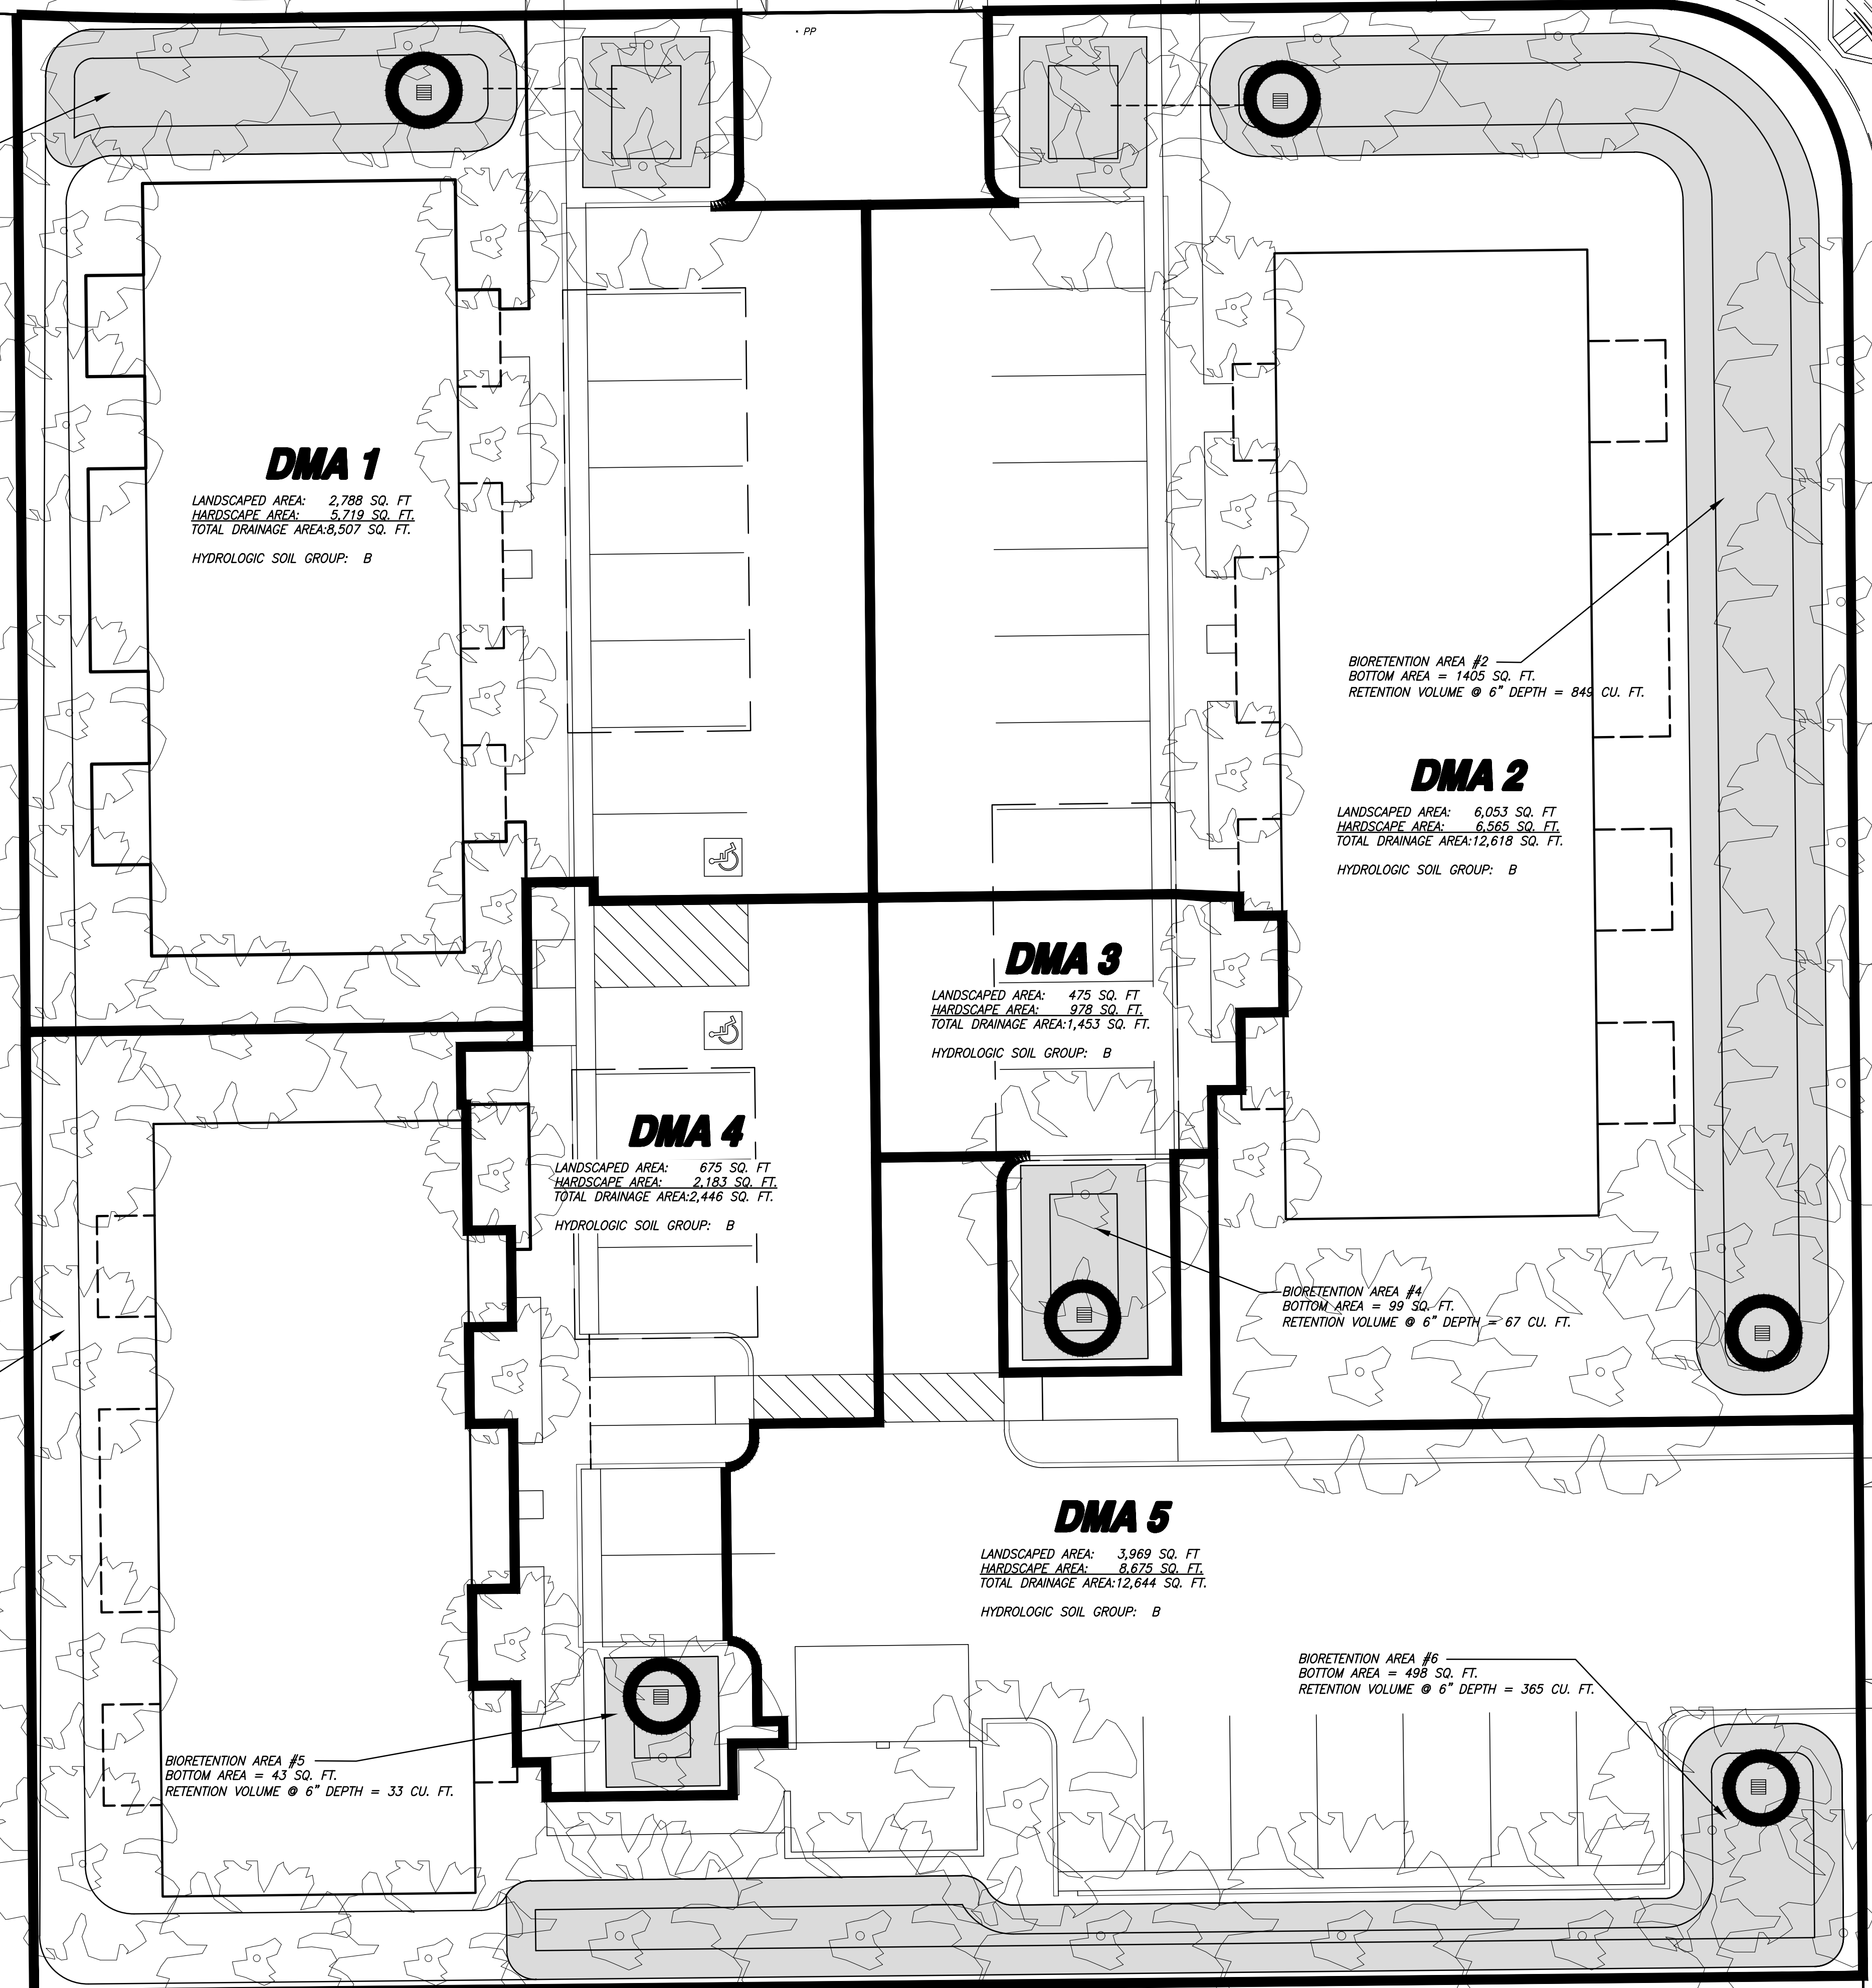 PP
DMA 1
LANDSCAPED AREA: 2,788 SQ. FT
HARDSCAPE AREA: 5,719 SQ. FT.
TOTAL DRAINAGE AREA:8,507 SQ. FT.
HYDROLOGIC SOIL GROUP: B
BIORETENTION AREA #2
BOTTOM AREA = 1405 SQ. FT.
RETENTION VOLUME @ 6" DEPTH = 849 CU. FT.
DMA 2
LANDSCAPED AREA: 6,053 SQ. FT
HARDSCAPE AREA: 6,565 SQ. FT.
TOTAL DRAINAGE AREA:12,618 SQ. FT.
HYDROLOGIC SOIL GROUP: B
DMA 3
LANDSCAPED AREA: 475 SQ. FT
HARDSCAPE AREA: 978 SQ. FT.
TOTAL DRAINAGE AREA:1,453 SQ. FT.
HYDROLOGIC SOIL GROUP: B
DMA 4
LANDSCAPED AREA: 675 SQ. FT
HARDSCAPE AREA: 2,183 SQ. FT.
TOTAL DRAINAGE AREA:2,446 SQ. FT.
HYDROLOGIC SOIL GROUP: B
BIORETENTION AREA #4
BOTTOM AREA = 99 SQ. FT.
RETENTION VOLUME @ 6" DEPTH = 67 CU. FT.
DMA 5
LANDSCAPED AREA: 3,969 SQ. FT
HARDSCAPE AREA: 8,675 SQ. FT.
TOTAL DRAINAGE AREA:12,644 SQ. FT.
HYDROLOGIC SOIL GROUP: B
BIORETENTION AREA #6
BOTTOM AREA = 498 SQ. FT.
RETENTION VOLUME @ 6" DEPTH = 365 CU. FT.
BIORETENTION AREA #5
BOTTOM AREA = 43 SQ. FT.
RETENTION VOLUME @ 6" DEPTH = 33 CU. FT.